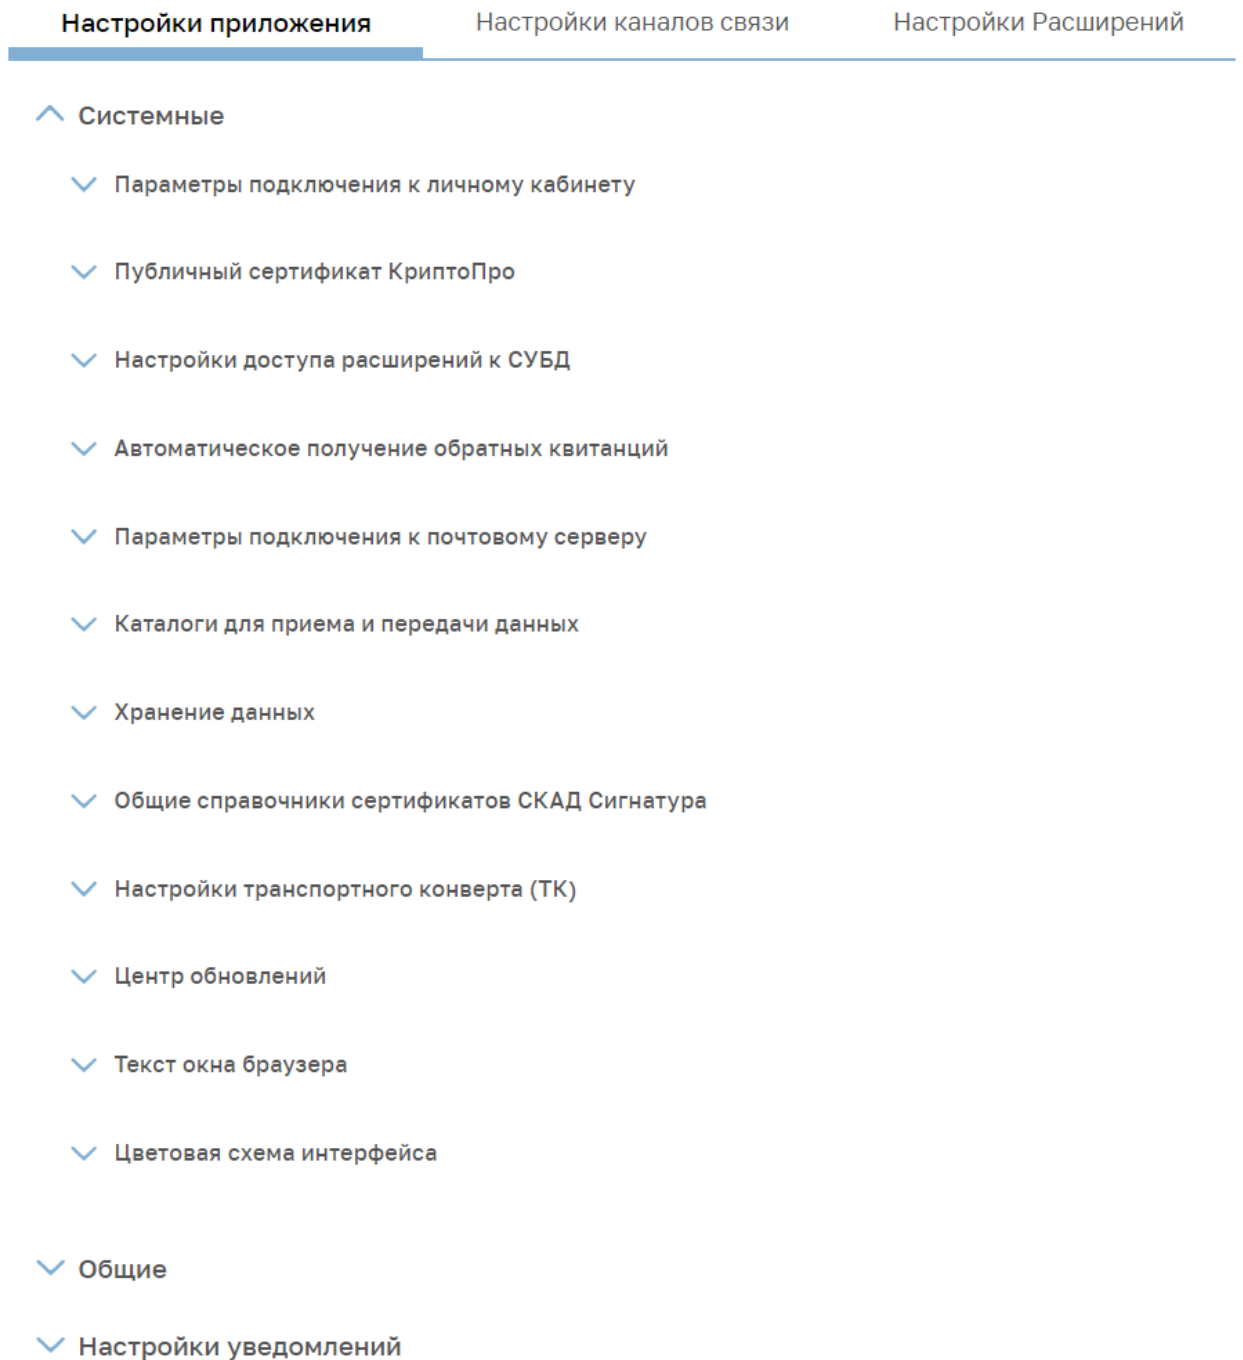 Настройки приложения Настройки каналов связи Настройки Расширений
Системные
Параметры подключения к личному кабинету
Публичный сертификат КриптоПро
Настройки доступа расширений к СУБД
Автоматическое получение обратных квитанций
Параметры подключения к почтовому серверу
Каталоги для приема и передачи данных
Хранение данных
Общие справочники сертификатов СКАД Сигнатура
Настройки транспортного конверта (ТК)
Центр обновлений
Текст окна браузера
Цветовая схема интерфейса
Общие
Настройки уведомлений